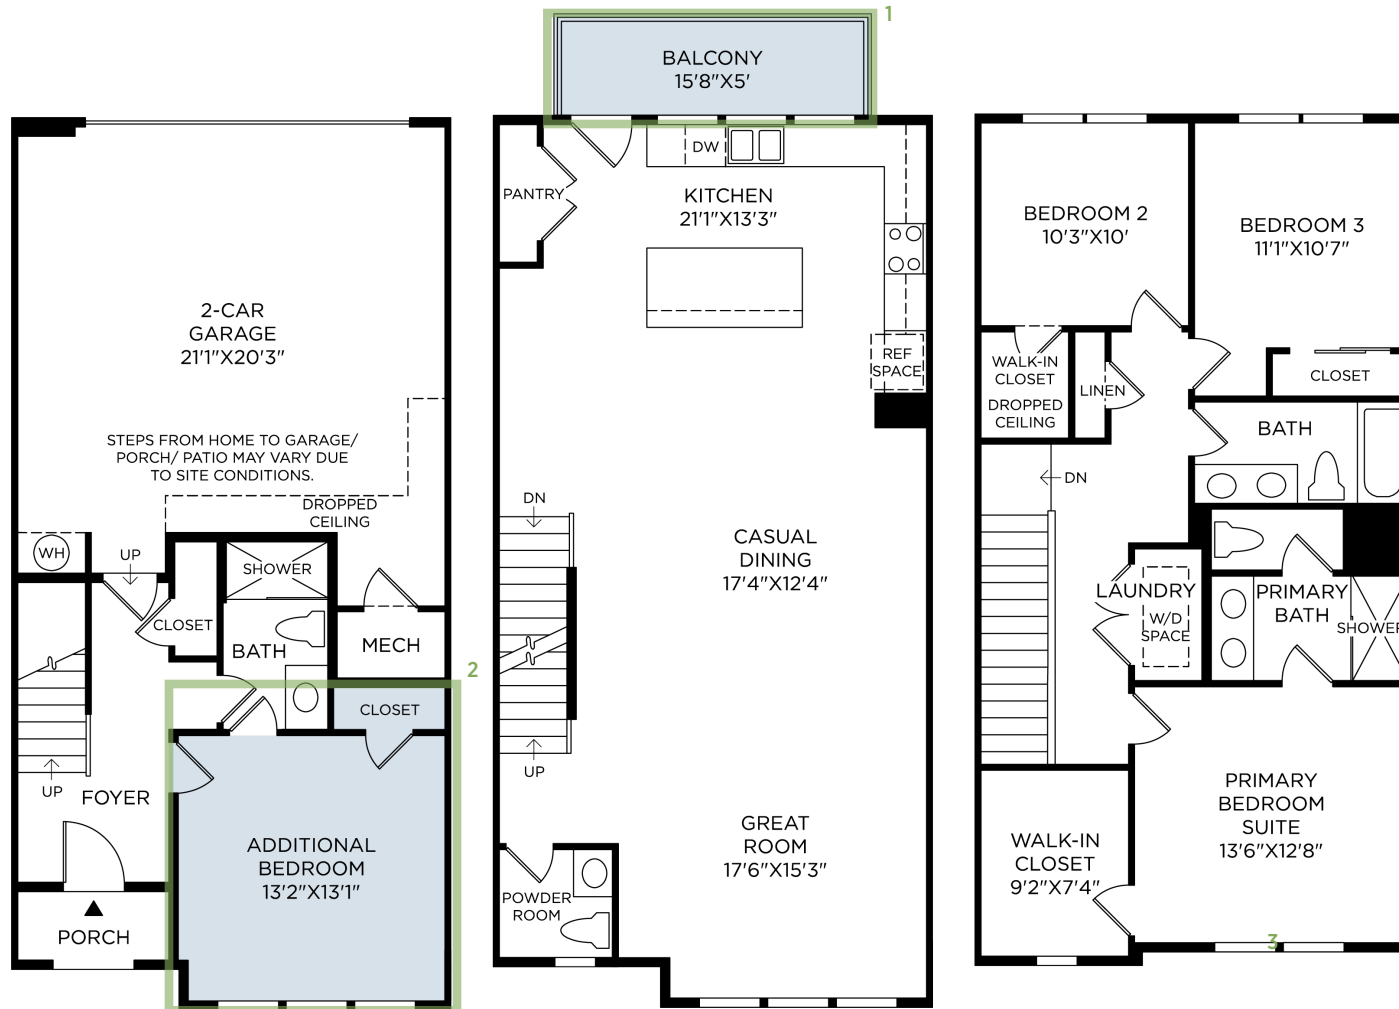 1
BALCONY
15'8"X5'
2-CAR
GARAGE
21'1"X20'3"
STEPS FROM HOME TO GARAGE/
PORCH/ PATIO MAY VARY DUE
TO SITE CONDITIONS.
DROPPED
CEILING
WH
UP
SHOWER
CLOSET
BATH
MECH
2
CLOSET
UP
FOYER
ADDITIONAL
BEDROOM
13'2"X13'1"
PORCH
DW
PANTRY
KITCHEN
21'1"X13'3"
REF
SPACE
DN
CASUAL
DINING
17'4"X12'4"
UP
GREAT
ROOM
17'6"X15'3"
POWDER
ROOM
BEDROOM 2
10'3"X10'
BEDROOM 3
11'1"X10'7"
WALK-IN
CLOSET
DROPPED
CEILING
LINEN
CLOSET
BATH
DN
LAUNDRY
W/D
SPACE
PRIMARY
BATH
SHOWER
PRIMARY
BEDROOM
SUITE
13'6"X12'8"
WALK-IN
CLOSET
9'2"X7'4"
3